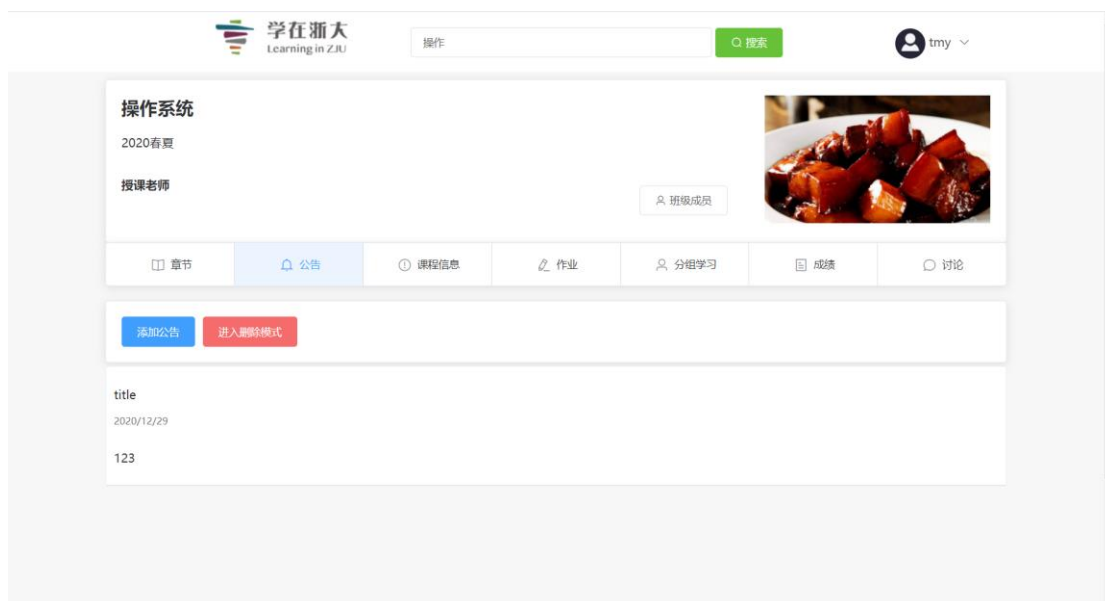 学在浙大
Learning in ZJU
操作
搜索
tmy
操作系统
2020春夏
授课老师
班级成员
章节
公告
课程信息
作业
分组学习
成绩
讨论
添加公告
进入删除模式
title
2020/12/29
123